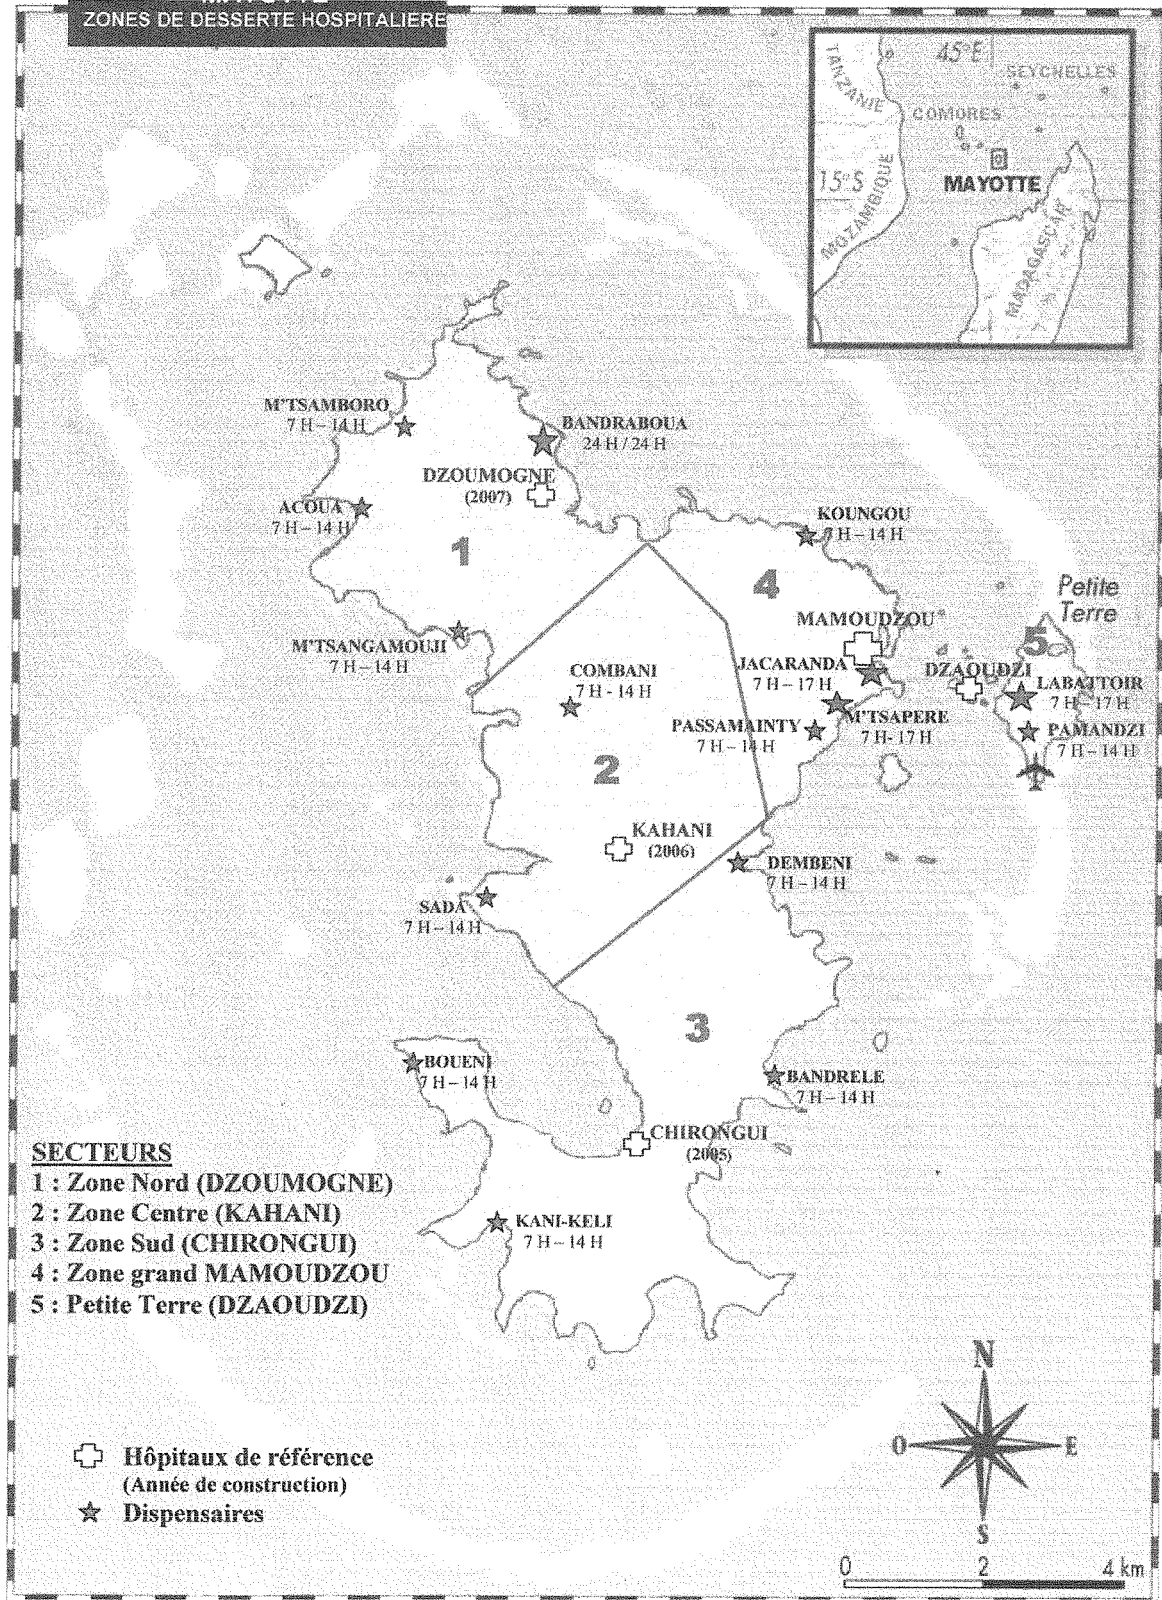 MAYOTTE
ZONES DE DESSERTE HOSPITALIERE
45°E
SEYCHELLES
TANZANIE
COMORES
15°S
MAYOTTE
MOZAMBIQUE
MADAGASCAR
M'TSAMBORO
7 H – 14 H
BANDRABOUA
24 H / 24 H
DZOUMOGNE
(2007)
ACOUA
7 H – 14 H
KOUNGOU
7 H – 14 H
1
4
Petite
Terre
5
MAMOUDZOU
M'TSANGAMOUJI
7 H – 14 H
COMBANI
7 H - 14 H
JACARANDA
7 H – 17 H
DZAOUDZI
LABATTOIR
7 H – 17 H
PASSAMAINTY
7 H – 14 H
M'TSAPERE
7 H- 17 H
PAMANDZI
7 H – 14 H
2
KAHANI
(2006)
DEMBENI
7 H – 14 H
SADA
7 H – 14 H
3
BOUENI
7 H – 14 H
BANDRELE
7 H – 14 H
CHIRONGUI
(2005)
KANI-KELI
7 H – 14 H
SECTEURS
1 : Zone Nord (DZOUMOGNE)
2 : Zone Centre (KAHANI)
3 : Zone Sud (CHIRONGUI)
4 : Zone grand MAMOUDZOU
5 : Petite Terre (DZAOUDZI)
Hôpitaux de référence
(Année de construction)
Dispensaires
N
O
E
S
0 2 4 km